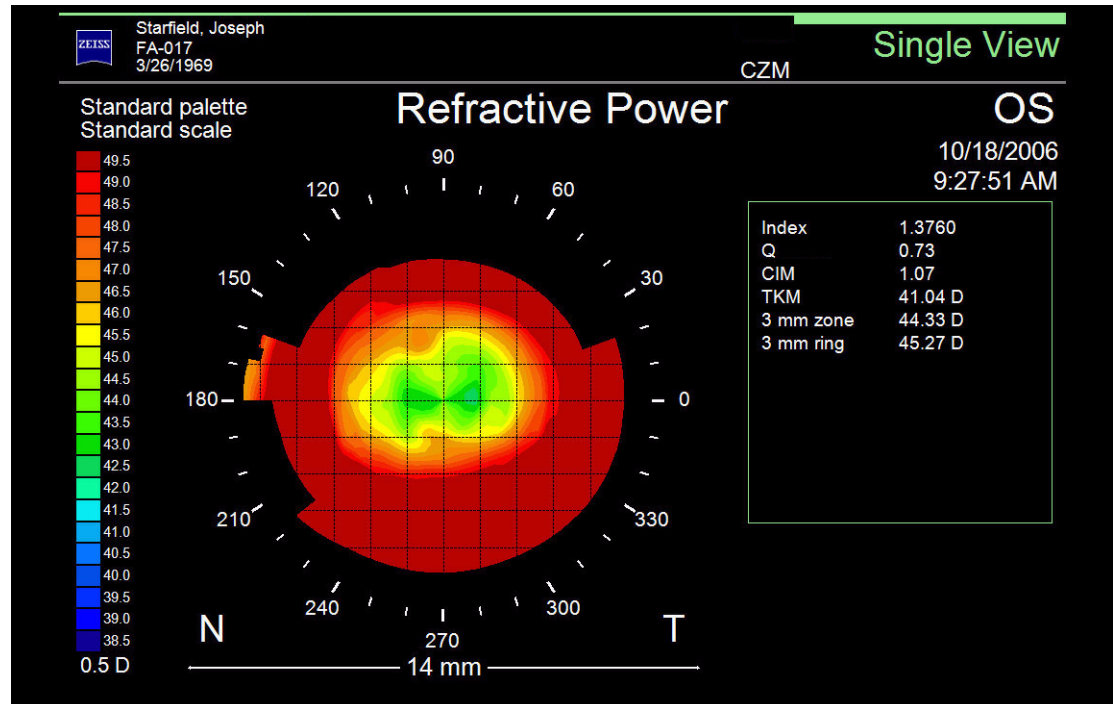 ZEISS
Starfield, Joseph
FA-017
3/26/1969
Single View
CZM
Standard palette
Standard scale
Refractive Power
OS
10/18/2006
9:27:51 AM
49.5
49.0
48.5
48.0
47.5
47.0
46.5
46.0
45.5
45.0
44.5
44.0
43.5
43.0
42.5
42.0
41.5
41.0
40.5
40.0
39.5
39.0
38.5
0.5 D
90
120
60
150
30
180
0
210
330
240
300
270
N
T
14 mm
Index 1.3760
Q 0.73
CIM 1.07
TKM 41.04 D
3 mm zone 44.33 D
3 mm ring 45.27 D